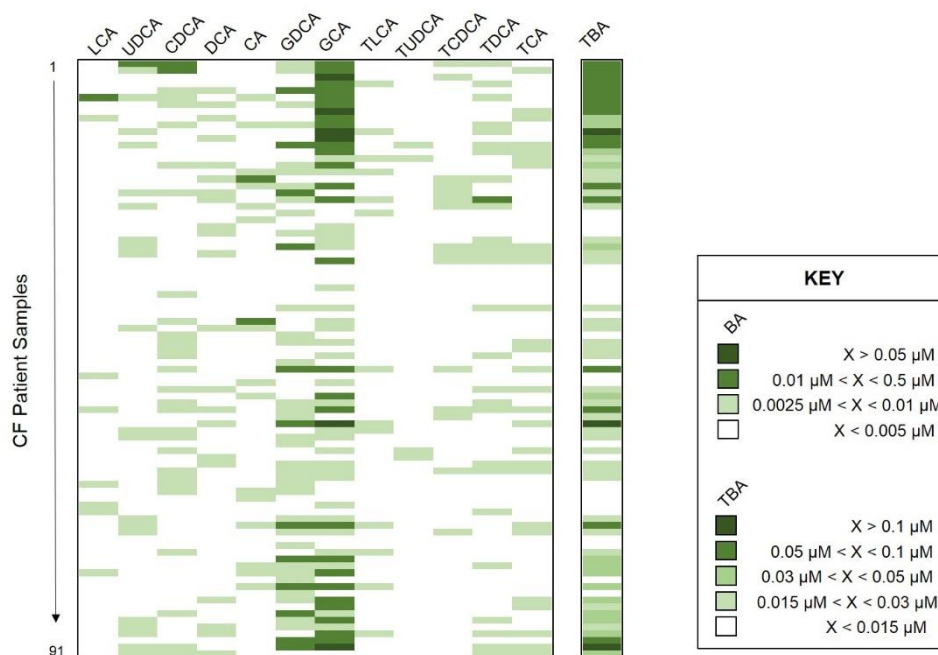 LCA UDCA CDCA DCA CA GDCA GCA TLCA TUDCA TCDCA TDCA TCA TBA
1
CF Patient Samples
91
KEY
BA
X > 0.05 µM
0.01 µM < X < 0.5 µM
0.0025 µM < X < 0.01 µM
X < 0.005 µM
TBA
X > 0.1 µM
0.05 µM < X < 0.1 µM
0.03 µM < X < 0.05 µM
0.015 µM < X < 0.03 µM
X < 0.015 µM